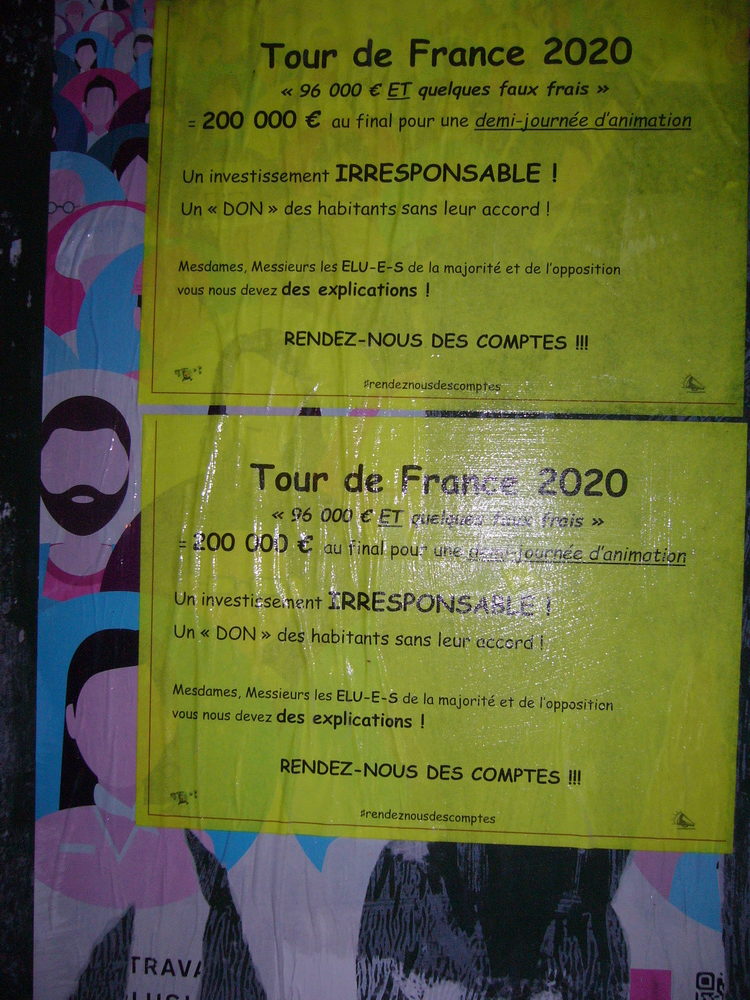 Tour de France 2020
« 96 000 € ET quelques faux frais »
= 200 000 € au final pour une demi-journée d'animation
Un investissement IRRESPONSABLE !
Un « DON » des habitants sans leur accord !
Mesdames, Messieurs les ELU-E-S de la majorité et de l'opposition
vous nous devez des explications !
RENDEZ-NOUS DES COMPTES !!!
#rendeznousdescomptes
Tour de France 2020
« 96 000 € ET quelques faux frais »
= 200 000 € au final pour une demi-journée d'animation
Un investissement IRRESPONSABLE !
Un « DON » des habitants sans leur accord !
Mesdames, Messieurs les ELU-E-S de la majorité et de l'opposition
vous nous devez des explications !
RENDEZ-NOUS DES COMPTES !!!
#rendeznousdescomptes
TRAVA